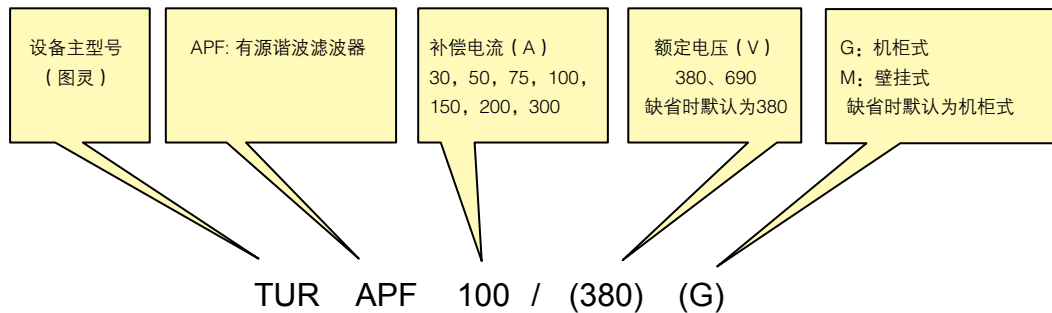 设备主型号
（图灵）
APF: 有源谐波滤波器
补偿电流（A）
30，50，75，100，
150，200，300
额定电压（V）
380、690
缺省时默认为380
G：机柜式
M：壁挂式
缺省时默认为机柜式
TUR APF 100 / (380) (G)